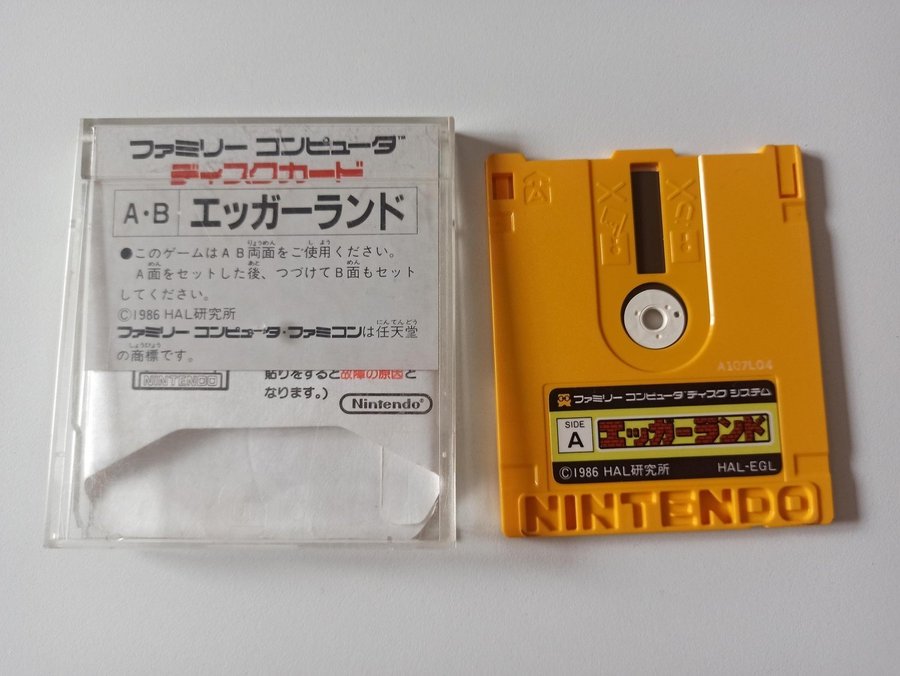 ファミリー コンピュータ™
ディスクカード
A・B エッガーランド
●このゲームはAB両面をご使用ください。
A面をセットした後、つづけてB面もセット
してください。
©1986 HAL研究所
ファミリー コンピュータ・ファミコンは任天堂
の商標です。
NINTENDO
貼りをすると故障の原因と
なります。)
Nintendo
A107L04
ファミリー コンピュータ ディスク システム
SIDE
A
エッガーランド
©1986 HAL研究所 HAL-EGL
NINTENDO